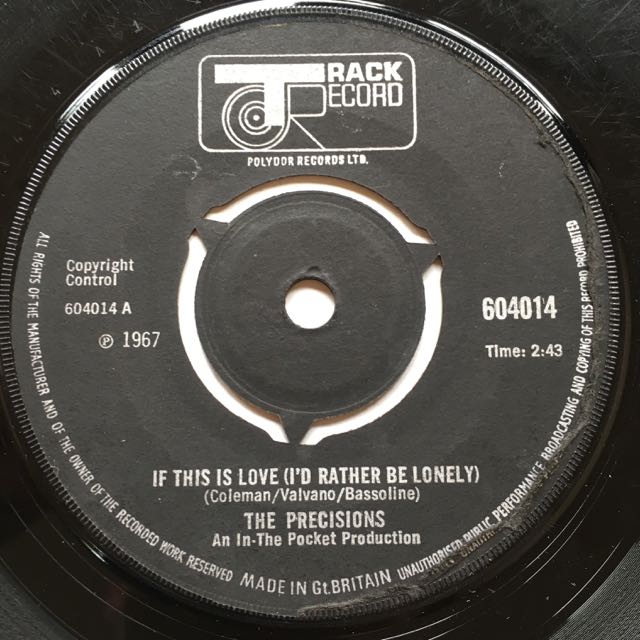 TRACK
RECORD
POLYDOR RECORDS LTD.
Copyright
Control
604014 A
℗ 1967
604014
Time: 2:43
IF THIS IS LOVE (I'D RATHER BE LONELY)
(Coleman/Valvano/Bassoline)
THE PRECISIONS
An In-The Pocket Production
ALL RIGHTS OF THE MANUFACTURER AND OF THE OWNER OF THE RECORDED WORK RESERVED
MADE IN Gt.BRITAIN
UNAUTHORISED PUBLIC PERFORMANCE BROADCASTING AND COPYING OF THIS RECORD PROHIBITED